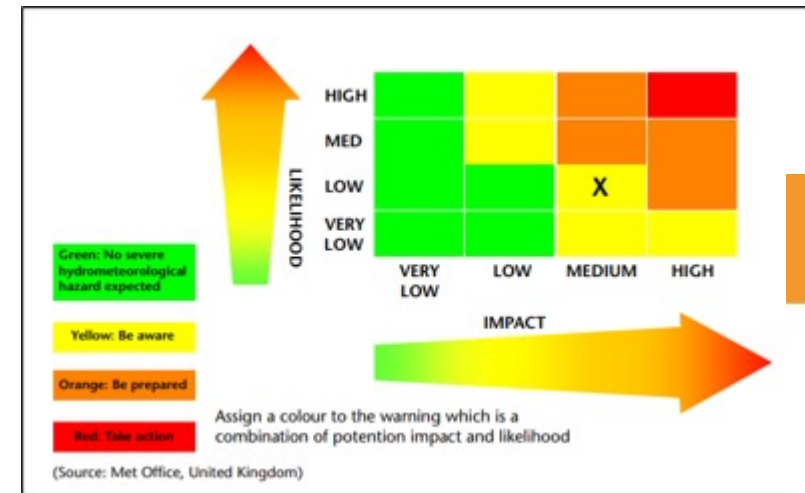 HIGH
MED
LOW
VERY
LOW
LIKELIHOOD
X
VERY
LOW
LOW
MEDIUM
HIGH
IMPACT
Green: No severe
hydrometeorological
hazard expected
Yellow: Be aware
Orange: Be prepared
Red: Take action
Assign a colour to the warning which is a
combination of potention impact and likelihood
(Source: Met Office, United Kingdom)